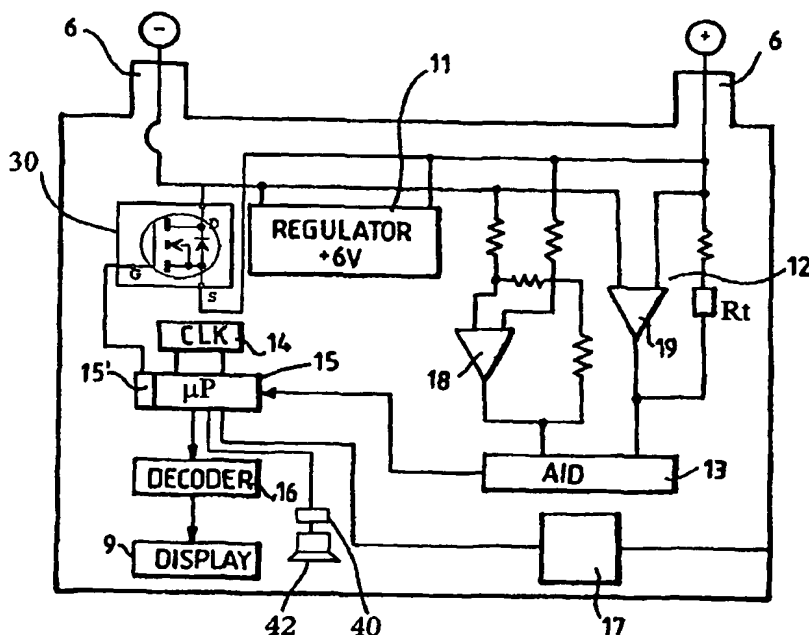 - +
6 11 6
30
REGULATOR
+6V
D
G
S
12
Rt
CLK
14
19
18
15' µP 15
AID 13
DECODER
16
9 DISPLAY
42 40 17